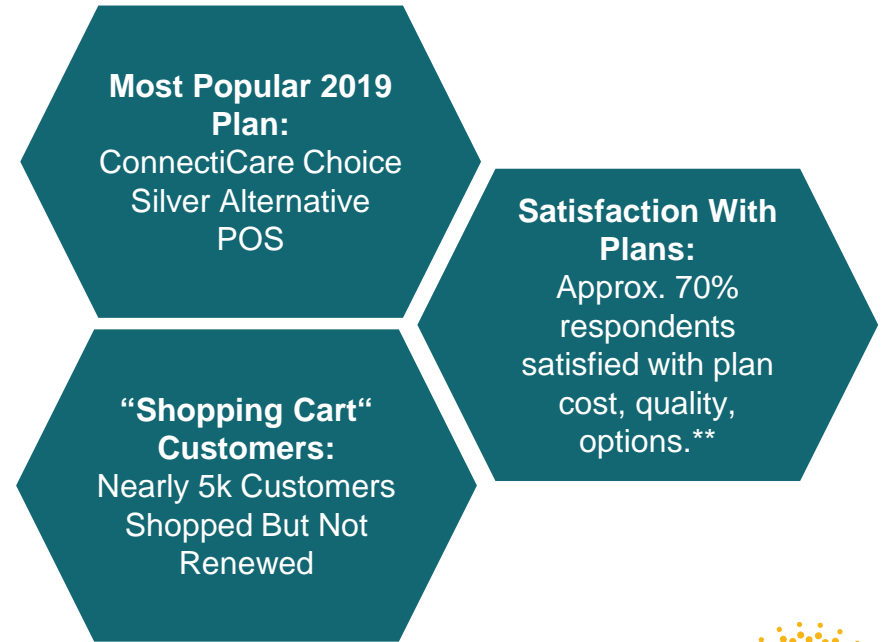 Most Popular 2019
Plan:
ConnectiCare Choice
Silver Alternative
POS
Satisfaction With
Plans:
Approx. 70%
respondents
satisfied with plan
cost, quality,
options.**
“Shopping Cart“
Customers:
Nearly 5k Customers
Shopped But Not
Renewed